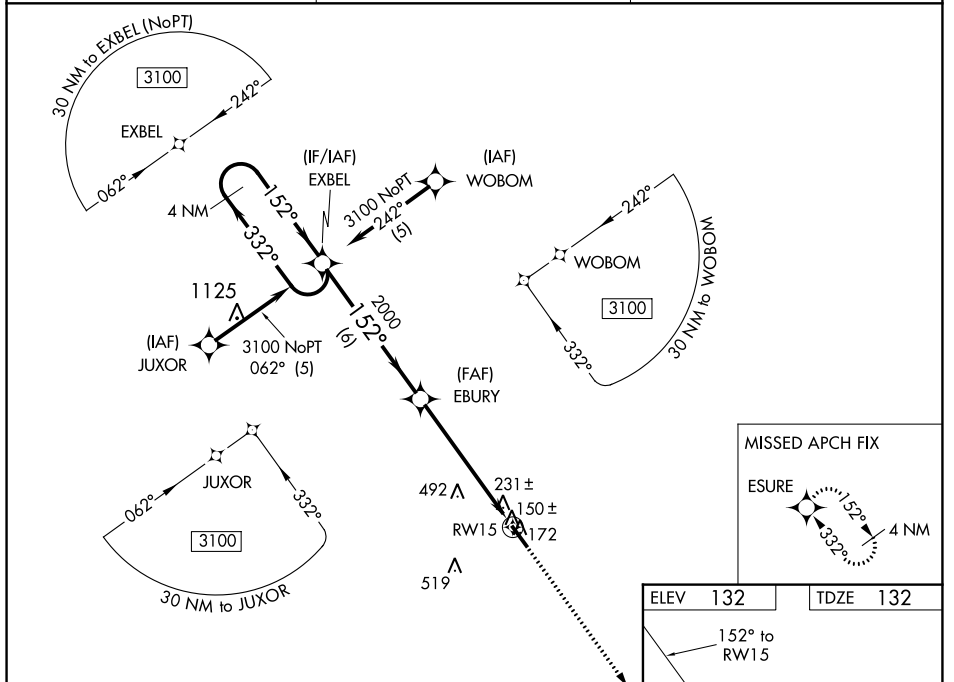 30 NM to EXBEL (NoPT)
3100
242°
EXBEL
062°
(IF/IAF)
EXBEL
(IAF)
WOBOM
3100 NoPT
242°
(5)
4 NM
152°
332°
1125
(IAF)
JUXOR
3100 NoPT
062° (5)
2000
152°
(6)
(FAF)
EBURY
242°
WOBOM
3100
332°
30 NM to WOBOM
JUXOR
062°
332°
3100
30 NM to JUXOR
492
231±
150±
RW15
172
519
MISSED APCH FIX
ESURE
152°
332°
4 NM
ELEV 132
TDZE 132
152° to
RW15